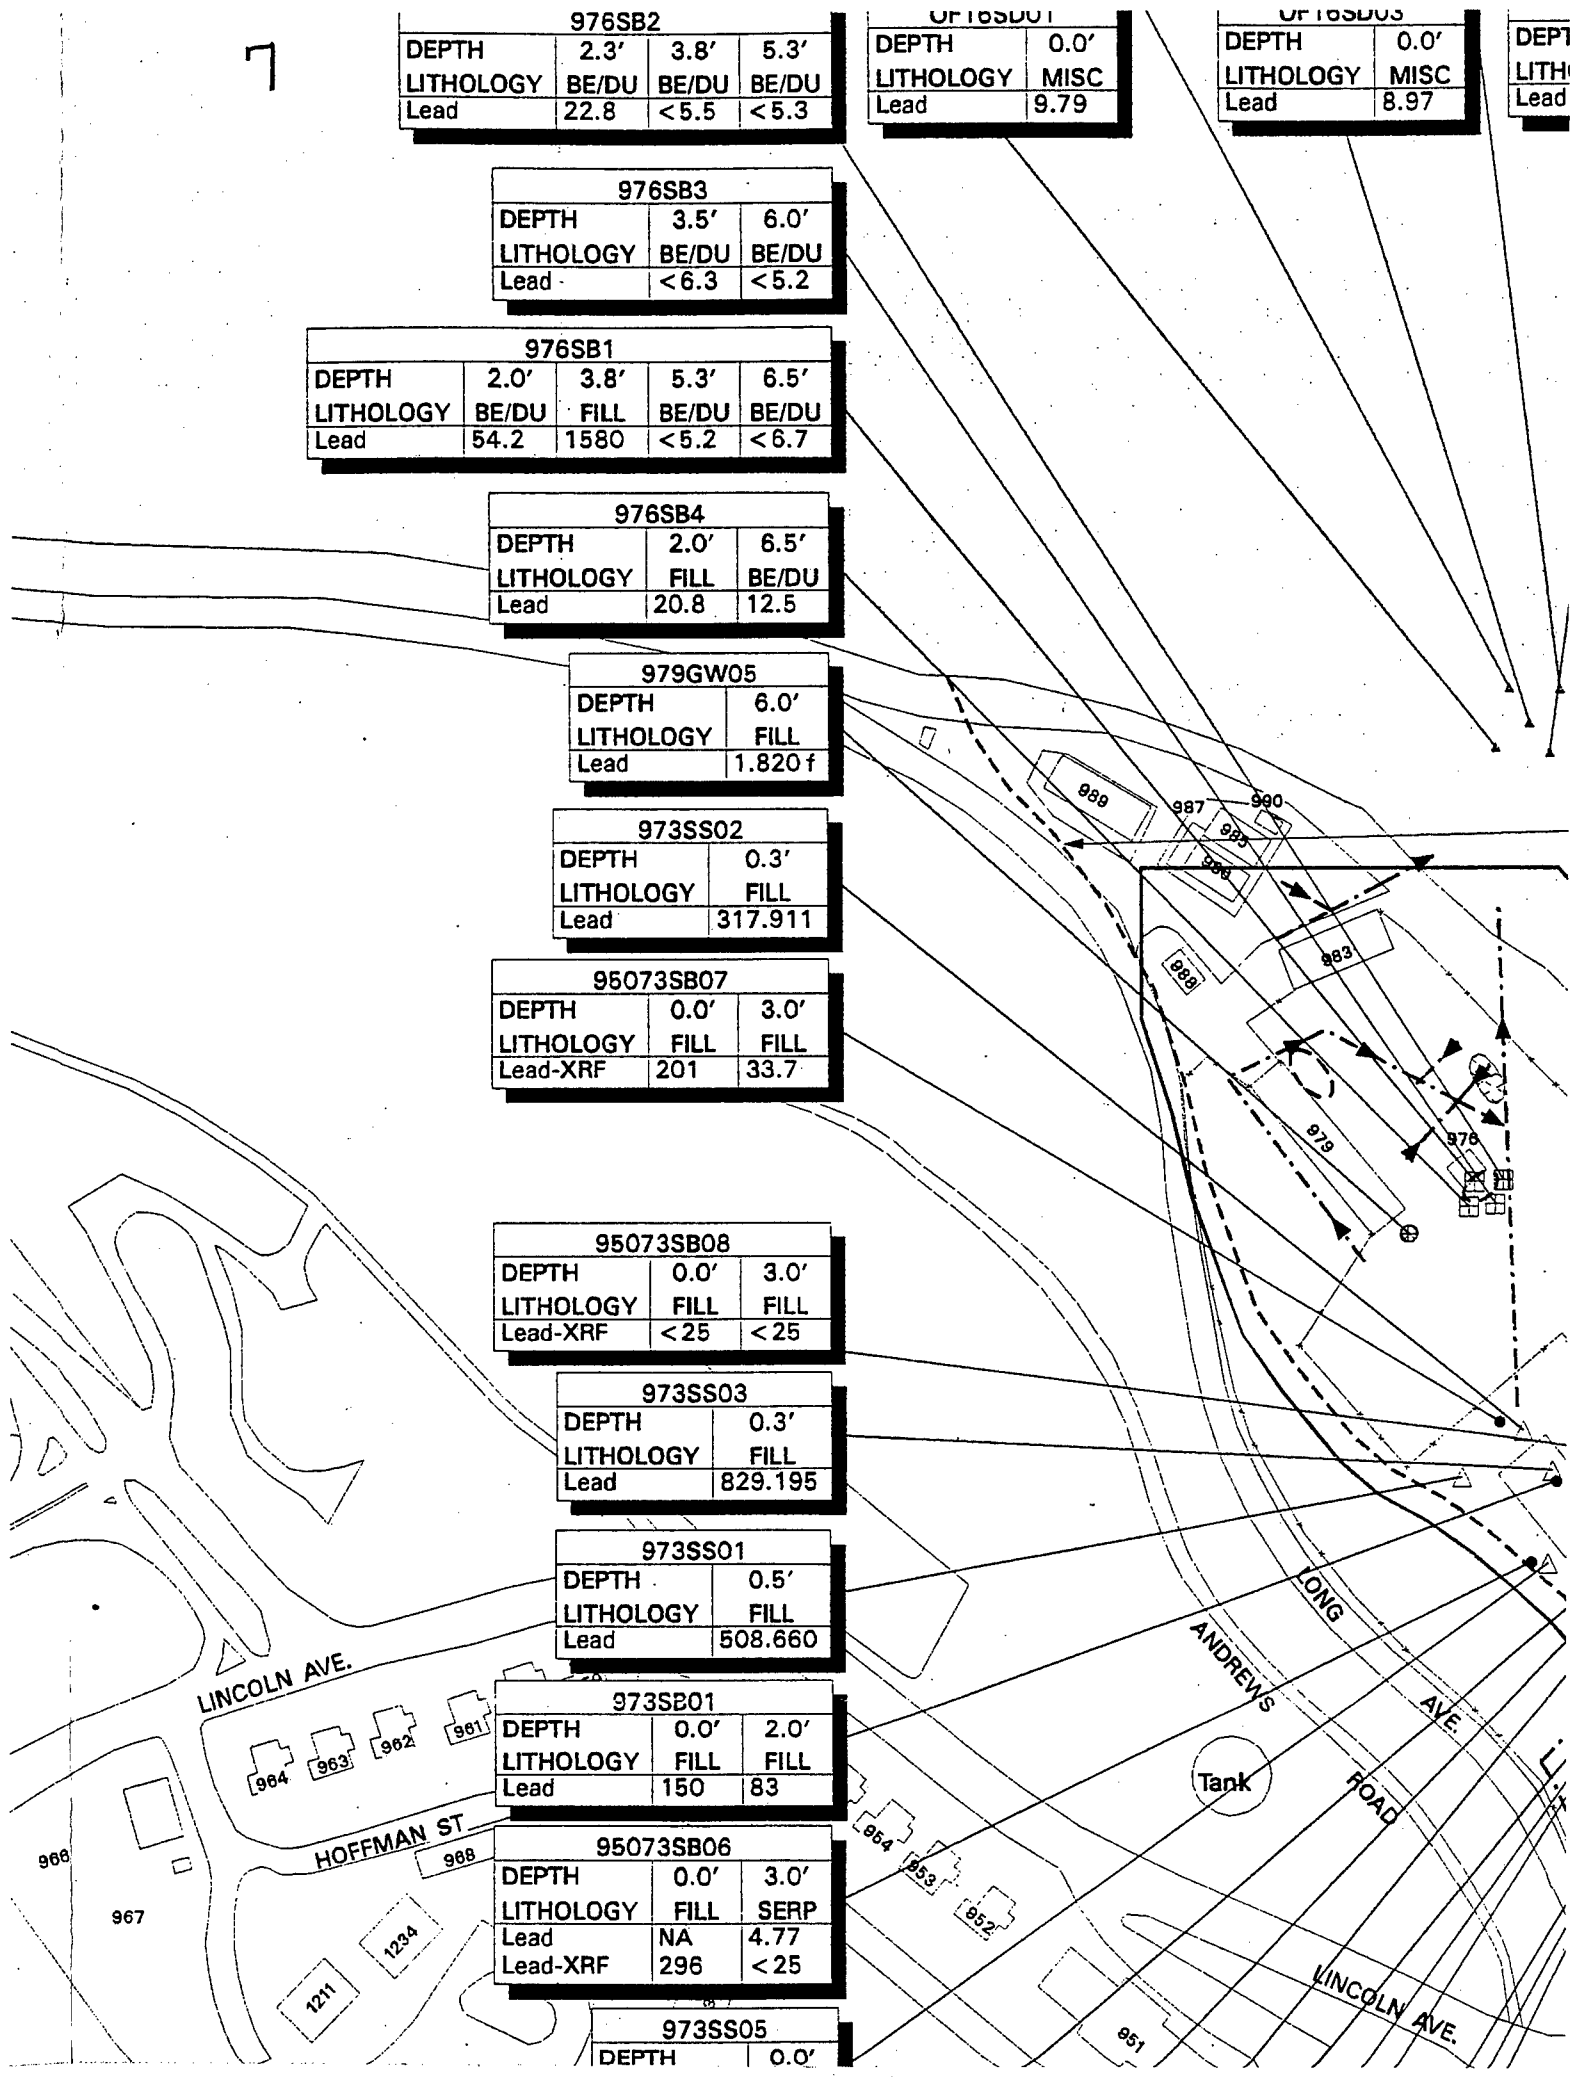 7
976SB2
DEPTH 2.3′ 3.8′ 5.3′
LITHOLOGY BE/DU BE/DU BE/DU
Lead 22.8 <5.5 <5.3
OF16SD01
DEPTH 0.0′
LITHOLOGY MISC
Lead 9.79
OF16SD03
DEPTH 0.0′
LITHOLOGY MISC
Lead 8.97
Lead
976SB3
DEPTH 3.5′ 6.0′
LITHOLOGY BE/DU BE/DU
Lead <6.3 <5.2
976SB1
DEPTH 2.0′ 3.8′ 5.3′ 6.5′
LITHOLOGY BE/DU FILL BE/DU BE/DU
Lead 54.2 1580 <5.2 <6.7
976SB4
DEPTH 2.0′ 6.5′
LITHOLOGY FILL BE/DU
Lead 20.8 12.5
979GW05
DEPTH 6.0′
LITHOLOGY FILL
Lead 1.820 f
973SS02
DEPTH 0.3′
LITHOLOGY FILL
Lead 317.911
95073SB07
DEPTH 0.0′ 3.0′
LITHOLOGY FILL FILL
Lead-XRF 201 33.7
95073SB08
DEPTH 0.0′ 3.0′
LITHOLOGY FILL FILL
Lead-XRF <25 <25
973SS03
DEPTH 0.3′
LITHOLOGY FILL
Lead 829.195
973SS01
DEPTH 0.5′
LITHOLOGY FILL
Lead 508.660
973SB01
DEPTH 0.0′ 2.0′
LITHOLOGY FILL FILL
Lead 150 83
95073SB06
DEPTH 0.0′ 3.0′
LITHOLOGY FILL SERP
Lead NA 4.77
Lead-XRF 296 <25
973SS05
DEPTH 0.0′
989
987
990
985
986
983
988
979
976
LONG AVE.
ANDREWS ROAD
Tank
LINCOLN AVE.
961
962
963
964
HOFFMAN ST
968
966
967
1234
1211
954
953
952
951
LINCOLN AVE.